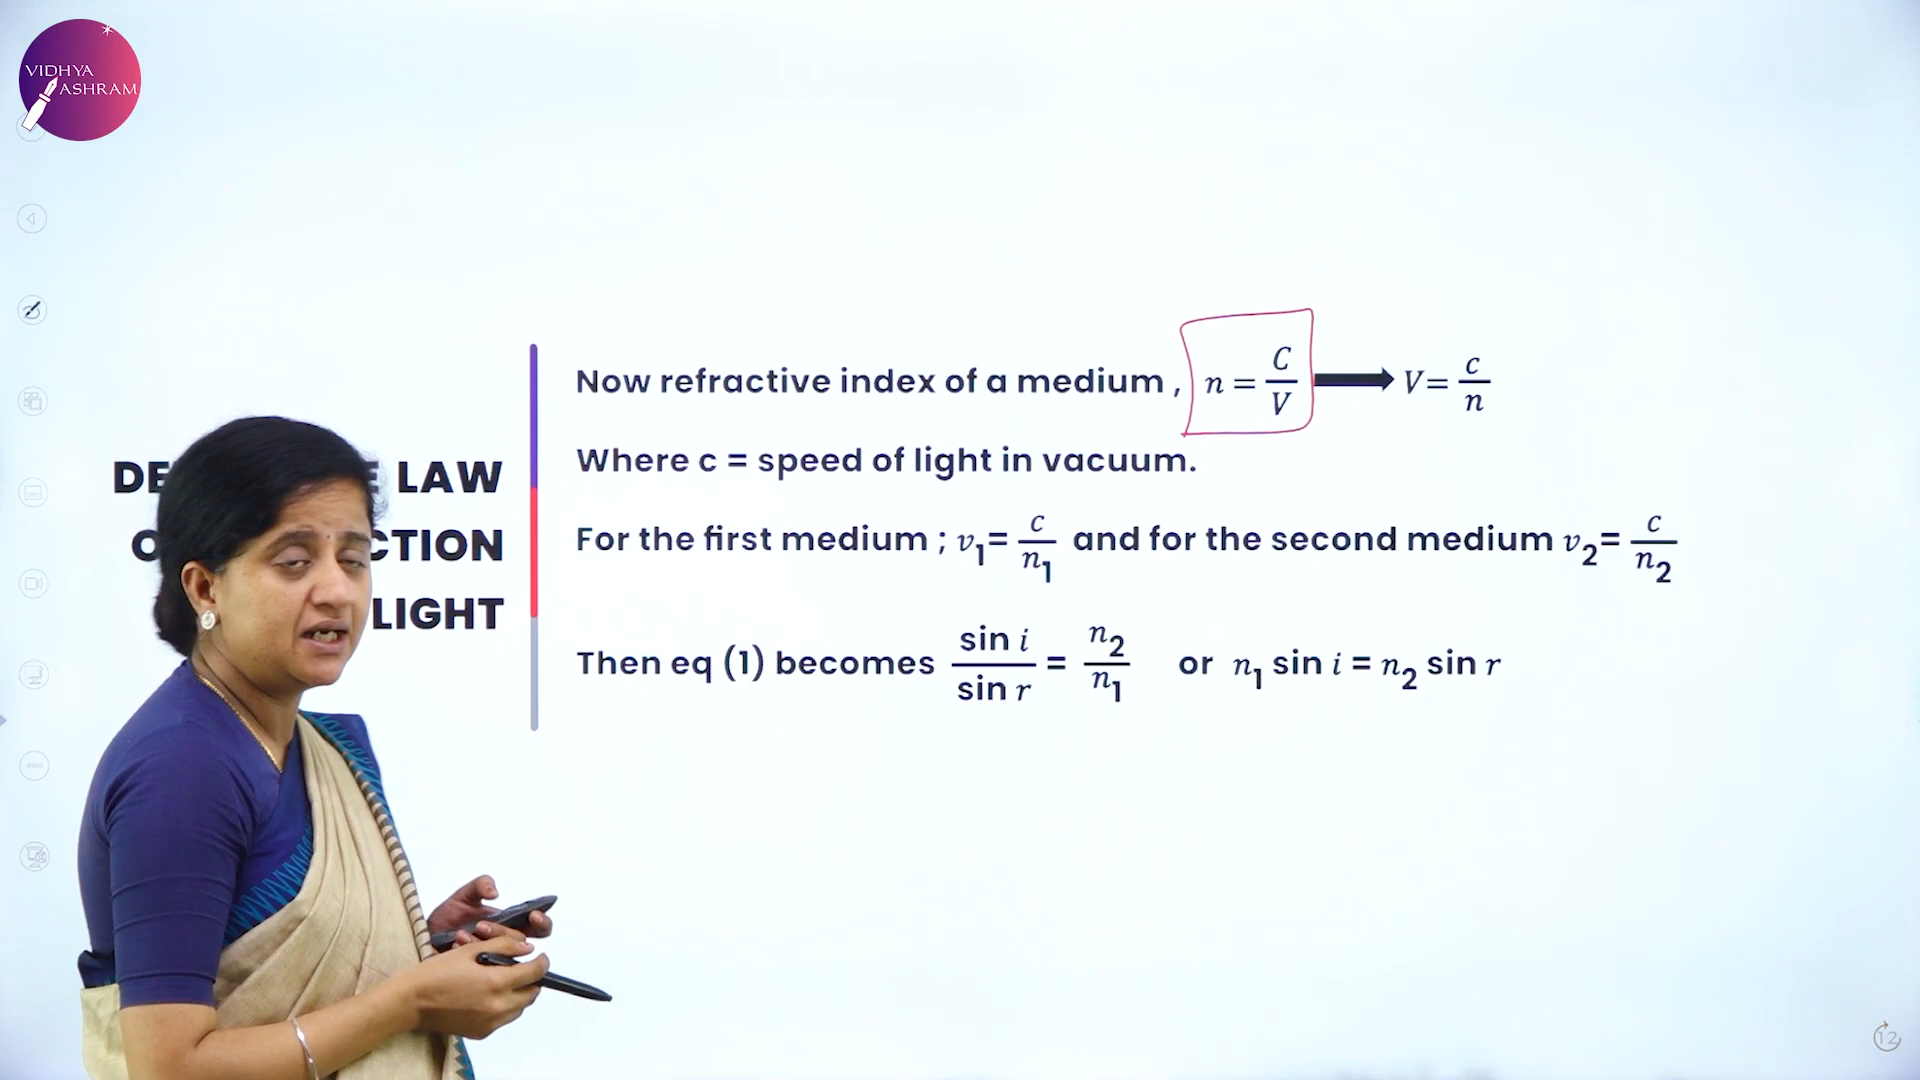 VIDHYA
ASHRAM
LAW
CTION
LIGHT
Now refractive index of a medium , n = C/V ➡ V= c/n
Where c = speed of light in vacuum.
For the first medium ; v₁= c/n₁ and for the second medium v₂= c/n₂
Then eq (1) becomes sin i/sin r = n₂/n₁ or n₁ sin i = n₂ sin r
12